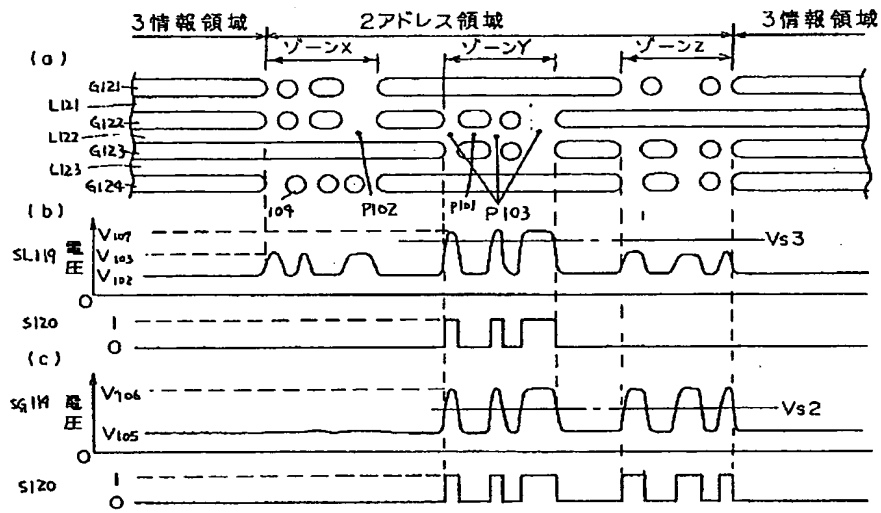 3情報領域 2アドレス領域 3情報領域
ゾーンX ゾーンY ゾーンZ
(a)
G121
L121
G122
L122
G123
L123
G124
104 P102 P101 P103
(b)
V107
Vs3
SL119 電圧 V103
V102
0
S120 1
0
(c)
SG119 電圧 V106
Vs2
V105
0
S120 1
0